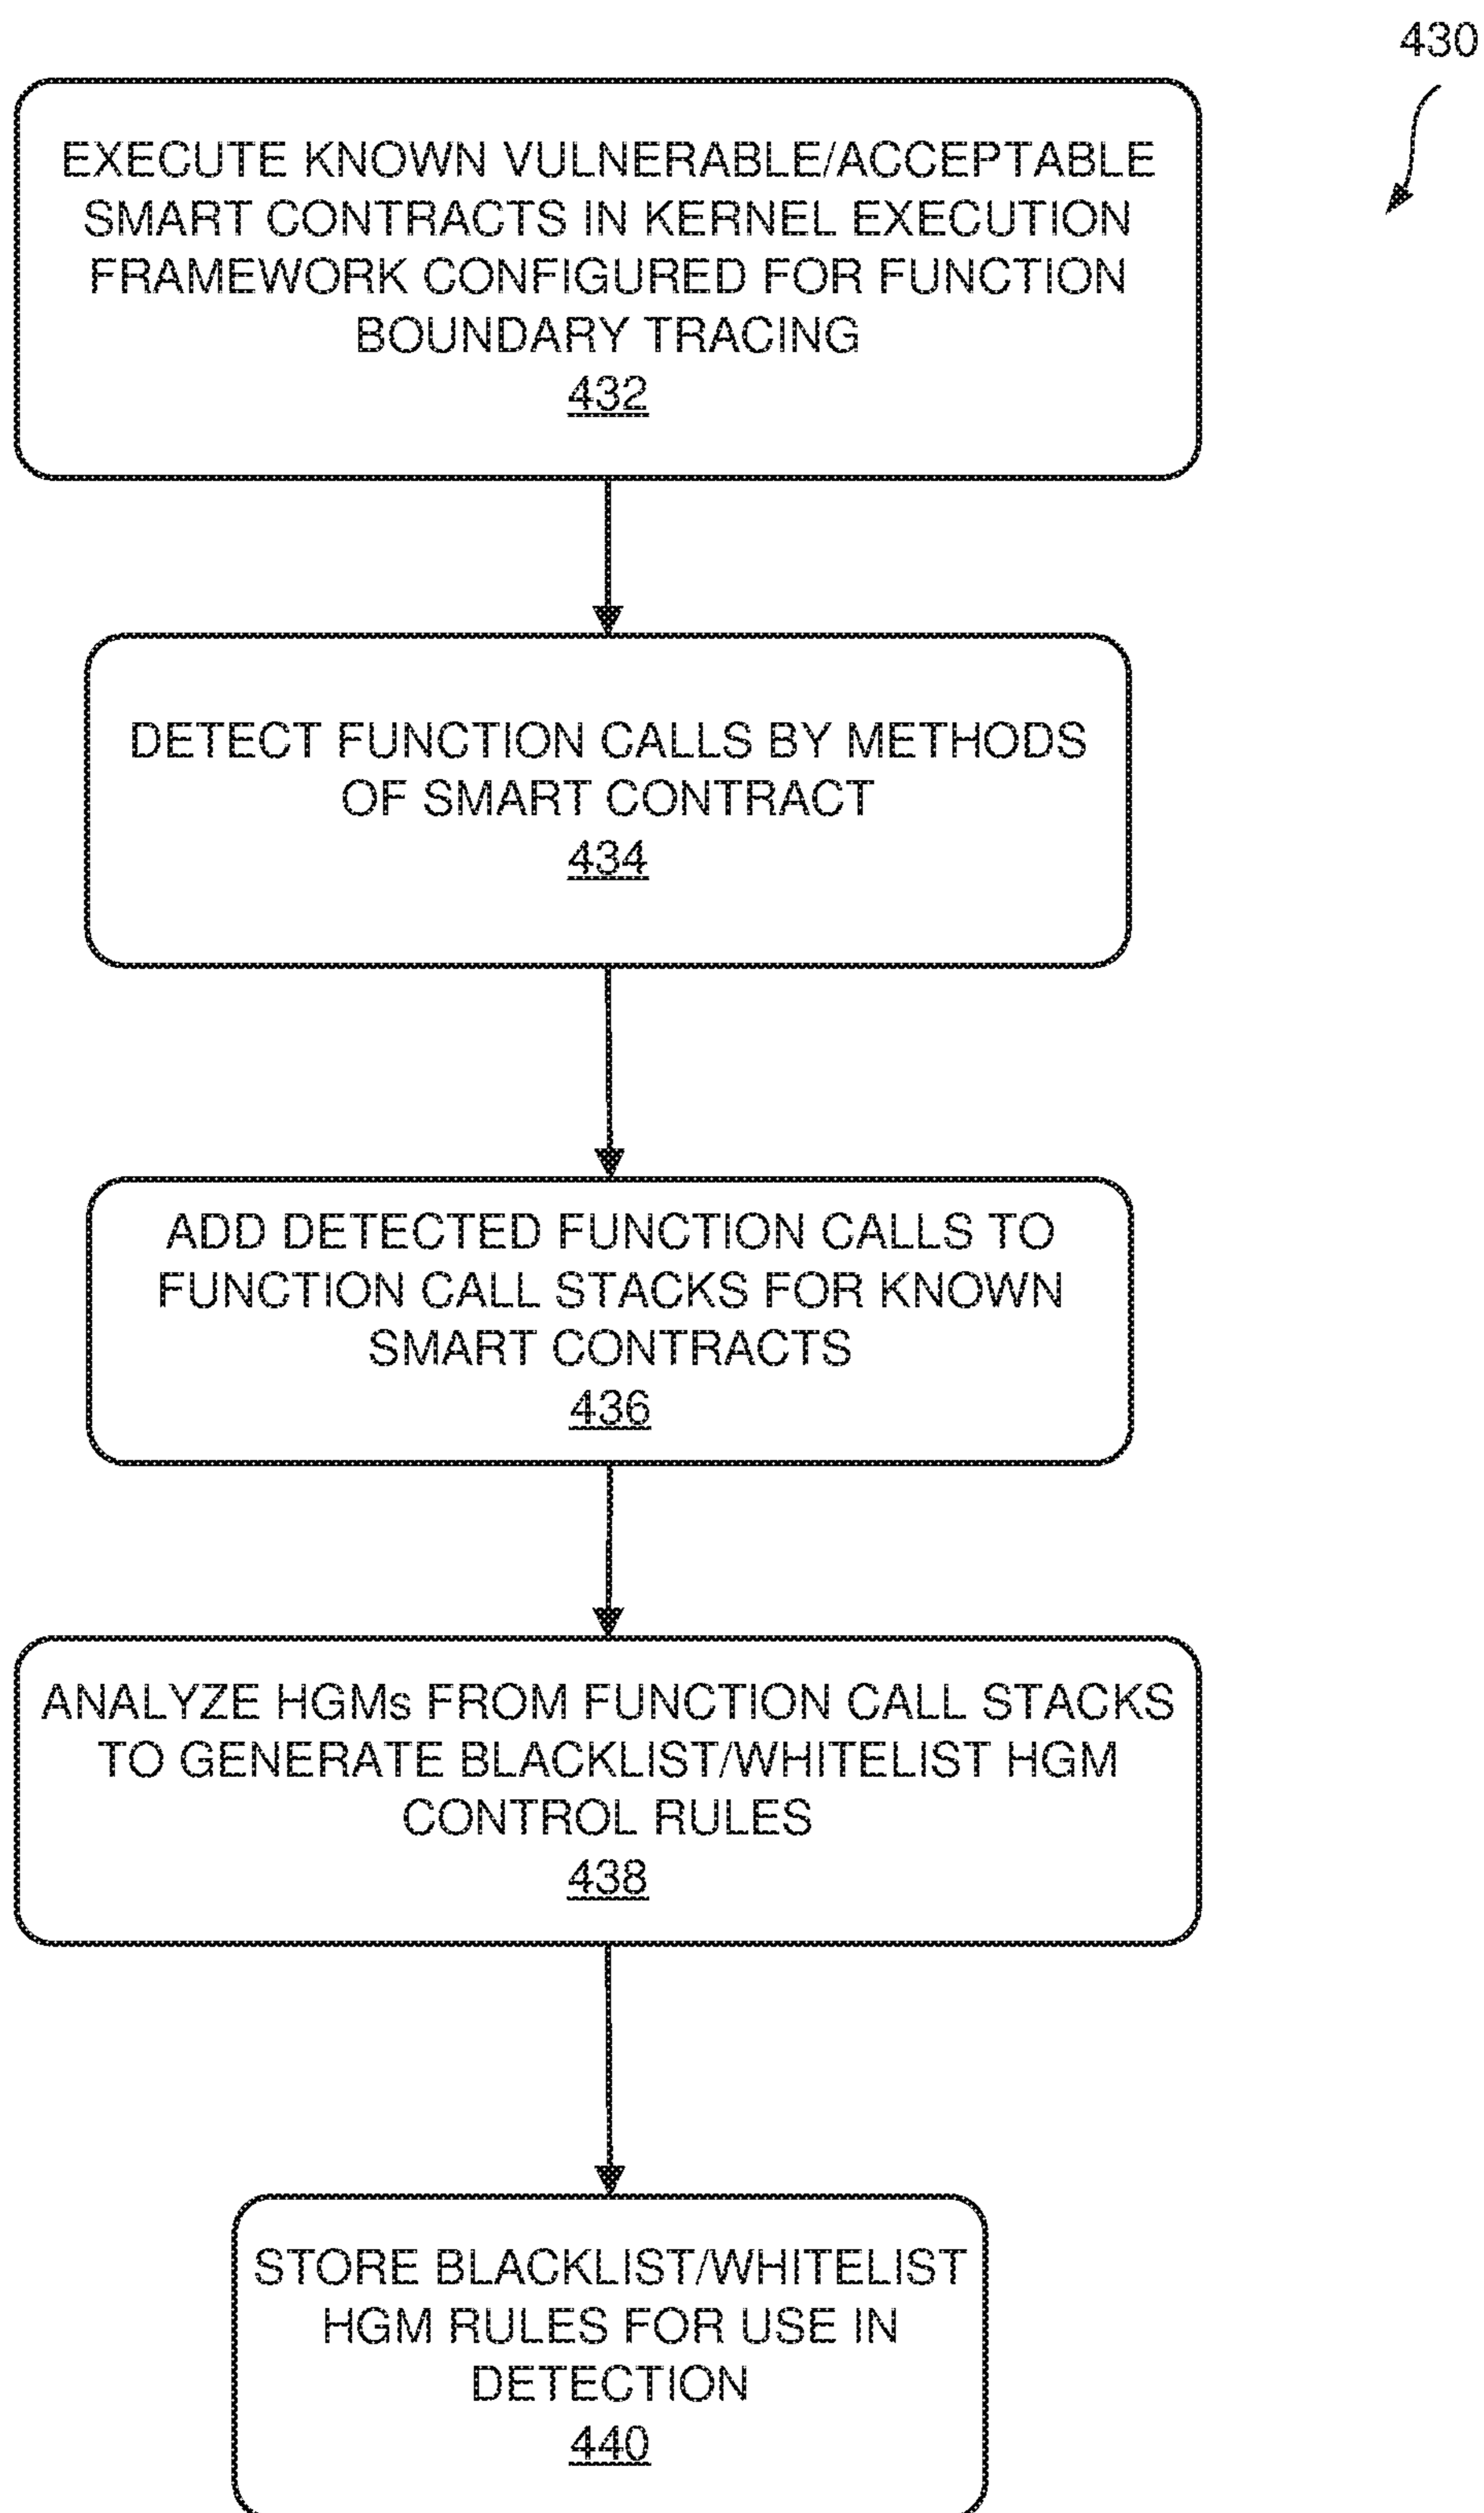 430
EXECUTE KNOWN VULNERABLE/ACCEPTABLE
SMART CONTRACTS IN KERNEL EXECUTION
FRAMEWORK CONFIGURED FOR FUNCTION
BOUNDARY TRACING
432
DETECT FUNCTION CALLS BY METHODS
OF SMART CONTRACT
434
ADD DETECTED FUNCTION CALLS TO
FUNCTION CALL STACKS FOR KNOWN
SMART CONTRACTS
436
ANALYZE HGMs FROM FUNCTION CALL STACKS
TO GENERATE BLACKLIST/WHITELIST HGM
CONTROL RULES
438
STORE BLACKLIST/WHITELIST
HGM RULES FOR USE IN
DETECTION
440